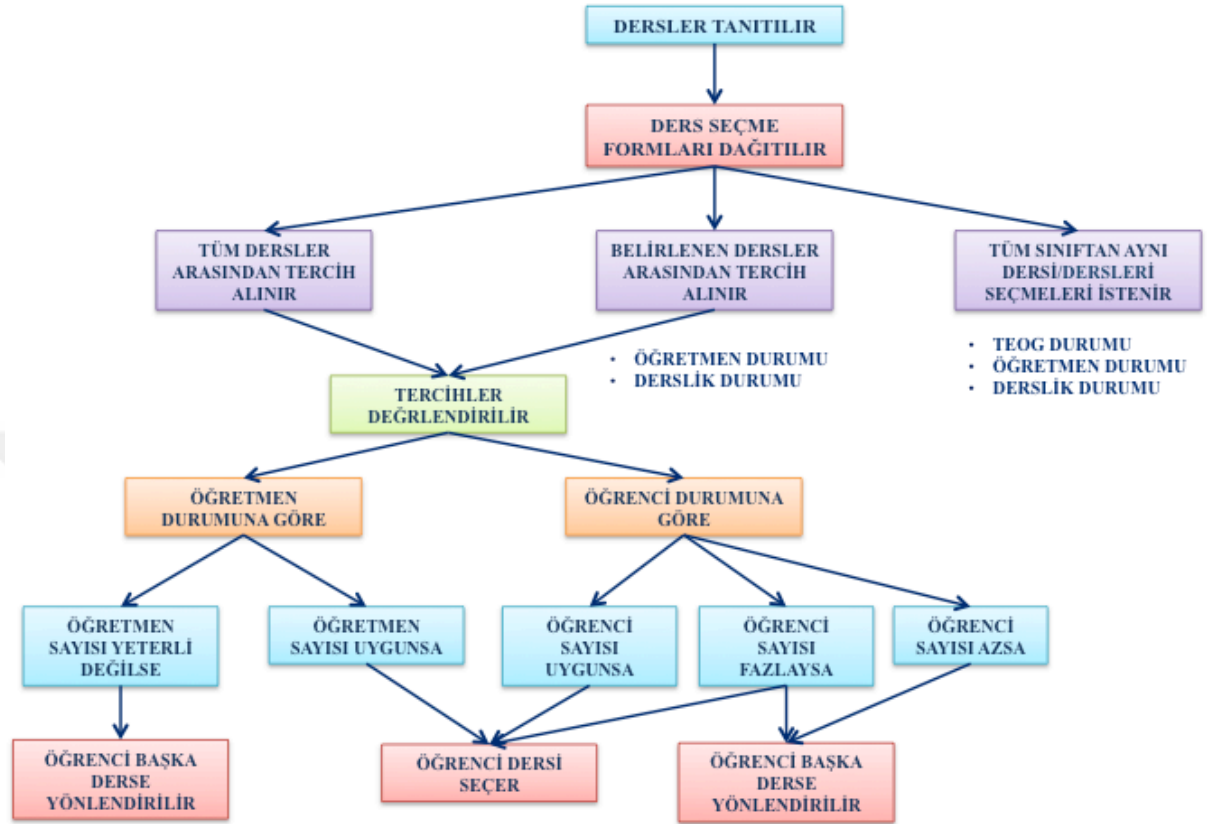 DERSLER TANITILIR
DERS SEÇME
FORMLARI DAĞITILIR
TÜM DERSLER
ARASINDAN TERCİH
ALINIR
BELİRLENEN DERSLER
ARASINDAN TERCİH
ALINIR
TÜM SINIFTAN AYNI
DERSİ/DERSLERİ
SEÇMELERİ İSTENİR
• ÖĞRETMEN DURUMU
• DERSLİK DURUMU
• TEOG DURUMU
• ÖĞRETMEN DURUMU
• DERSLİK DURUMU
TERCİHLER
DEĞRLENDİRİLİR
ÖĞRETMEN
DURUMUNA GÖRE
ÖĞRENCİ DURUMUNA
GÖRE
ÖĞRETMEN
SAYISI YETERLİ
DEĞİLSE
ÖĞRETMEN
SAYISI UYGUNSA
ÖĞRENCİ
SAYISI
UYGUNSA
ÖĞRENCİ
SAYISI
FAZLAYSA
ÖĞRENCİ
SAYISI AZSA
ÖĞRENCİ BAŞKA
DERSE
YÖNLENDİRİLİR
ÖĞRENCİ DERSİ
SEÇER
ÖĞRENCİ BAŞKA
DERSE
YÖNLENDİRİLİR